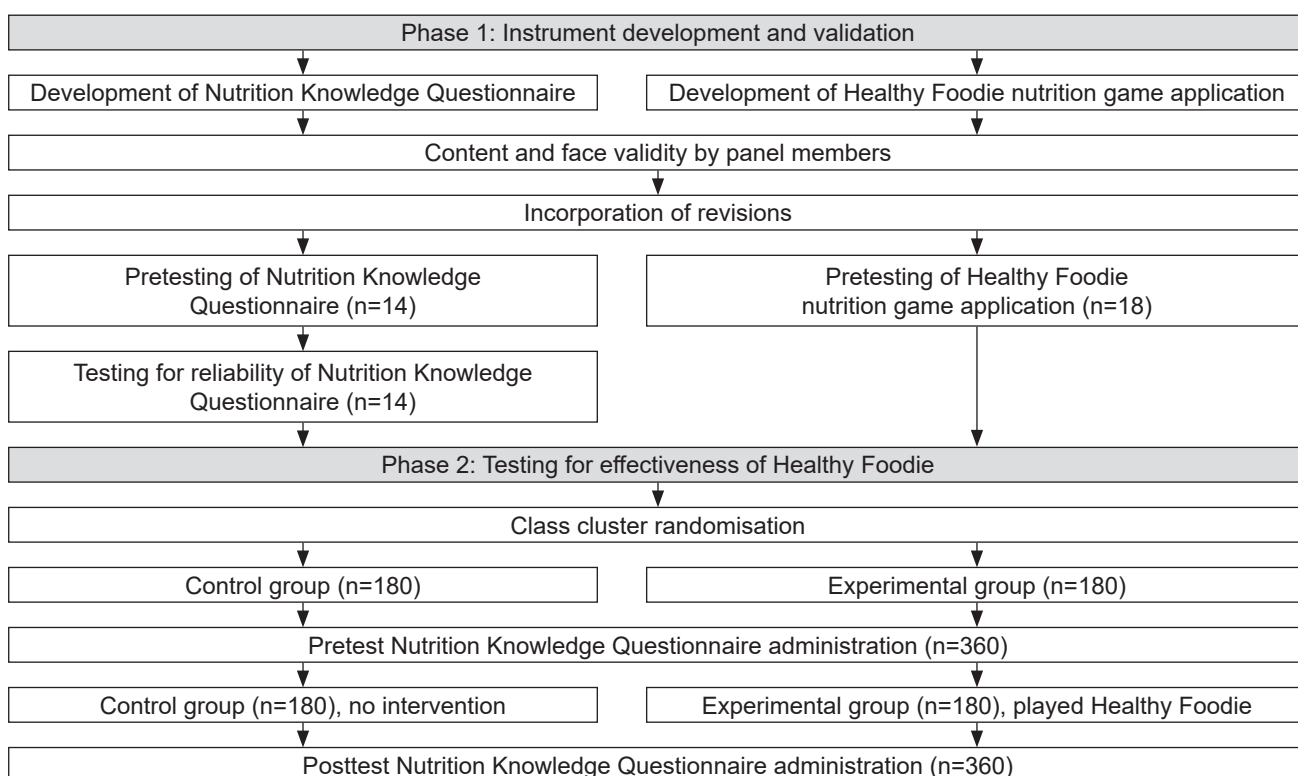 Phase 1: Instrument development and validation
Development of Nutrition Knowledge Questionnaire
Development of Healthy Foodie nutrition game application
Content and face validity by panel members
Incorporation of revisions
Pretesting of Nutrition Knowledge
Questionnaire (n=14)
Pretesting of Healthy Foodie
nutrition game application (n=18)
Testing for reliability of Nutrition Knowledge
Questionnaire (n=14)
Phase 2: Testing for effectiveness of Healthy Foodie
Class cluster randomisation
Control group (n=180)
Experimental group (n=180)
Pretest Nutrition Knowledge Questionnaire administration (n=360)
Control group (n=180), no intervention
Experimental group (n=180), played Healthy Foodie
Posttest Nutrition Knowledge Questionnaire administration (n=360)